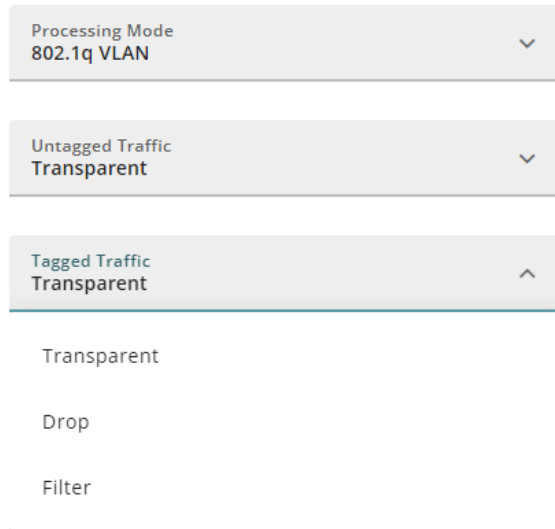 Processing Mode
802.1q VLAN
Untagged Traffic
Transparent
Tagged Traffic
Transparent
Transparent
Drop
Filter